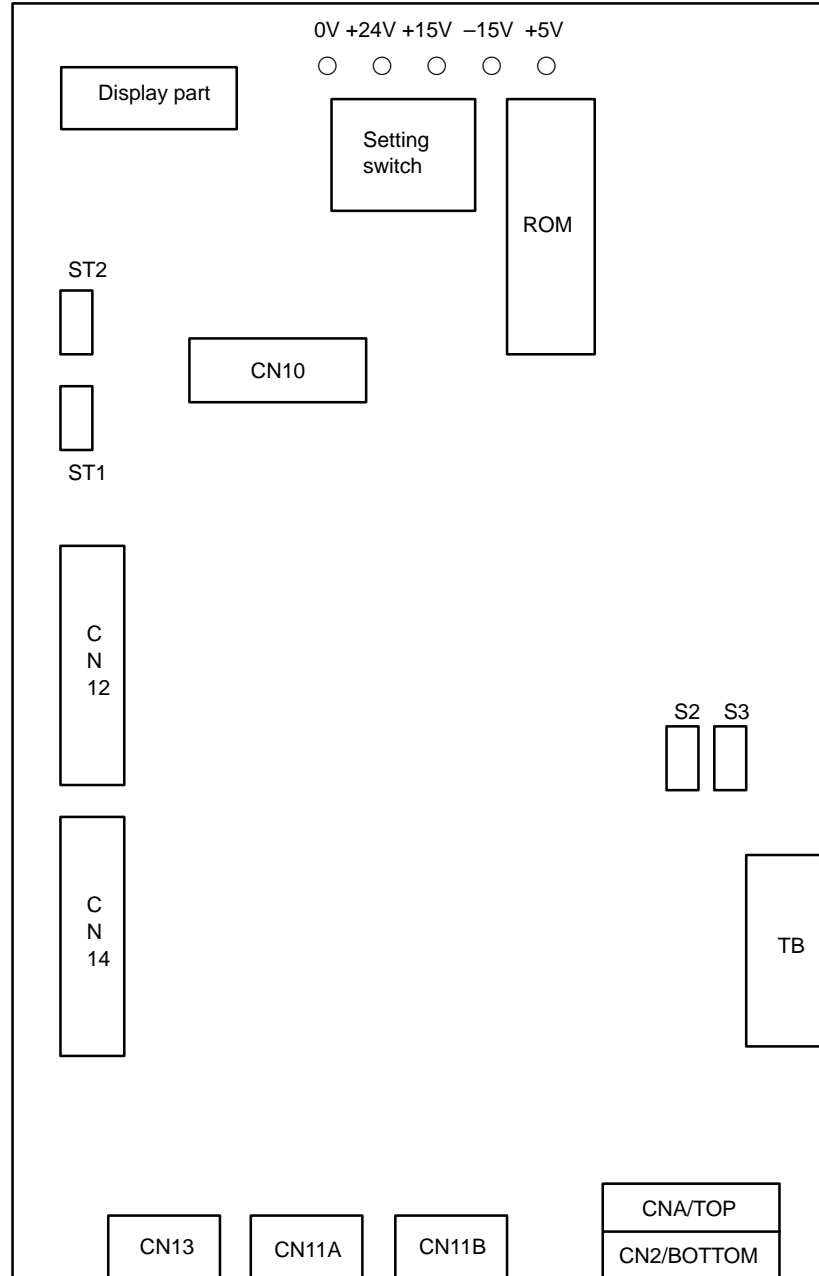 0V +24V +15V –15V +5V
Display part
Setting
switch
ROM
ST2
CN10
ST1
C
N
12
S2 S3
C
N
14
TB
CNA/TOP
CN13 CN11A CN11B
CN2/BOTTOM